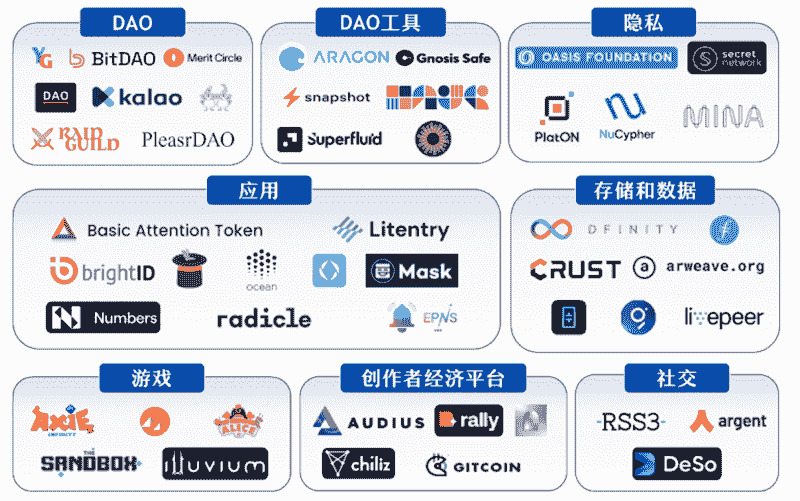 DAO
YG
BitDAO
Merit Circle
DAO
kalao
RAID GUILD
PleasrDAO
DAO工具
ARAGON
Gnosis Safe
snapshot
Superfluid
隐私
OASIS FOUNDATION
secret network
PlatON
NuCypher
MINA
应用
Basic Attention Token
Litentry
brightID
ocean
Mask
Numbers
radicle
EPNS
存储和数据
DFINITY
CRUST
a arweave.org
livepeer
游戏
AXIE INFINITY
ALICE
THE SANDBOX
illuvium
创作者经济平台
AUDIUS
rally
chiliz
GITCOIN
社交
-RSS3-
argent
DeSo